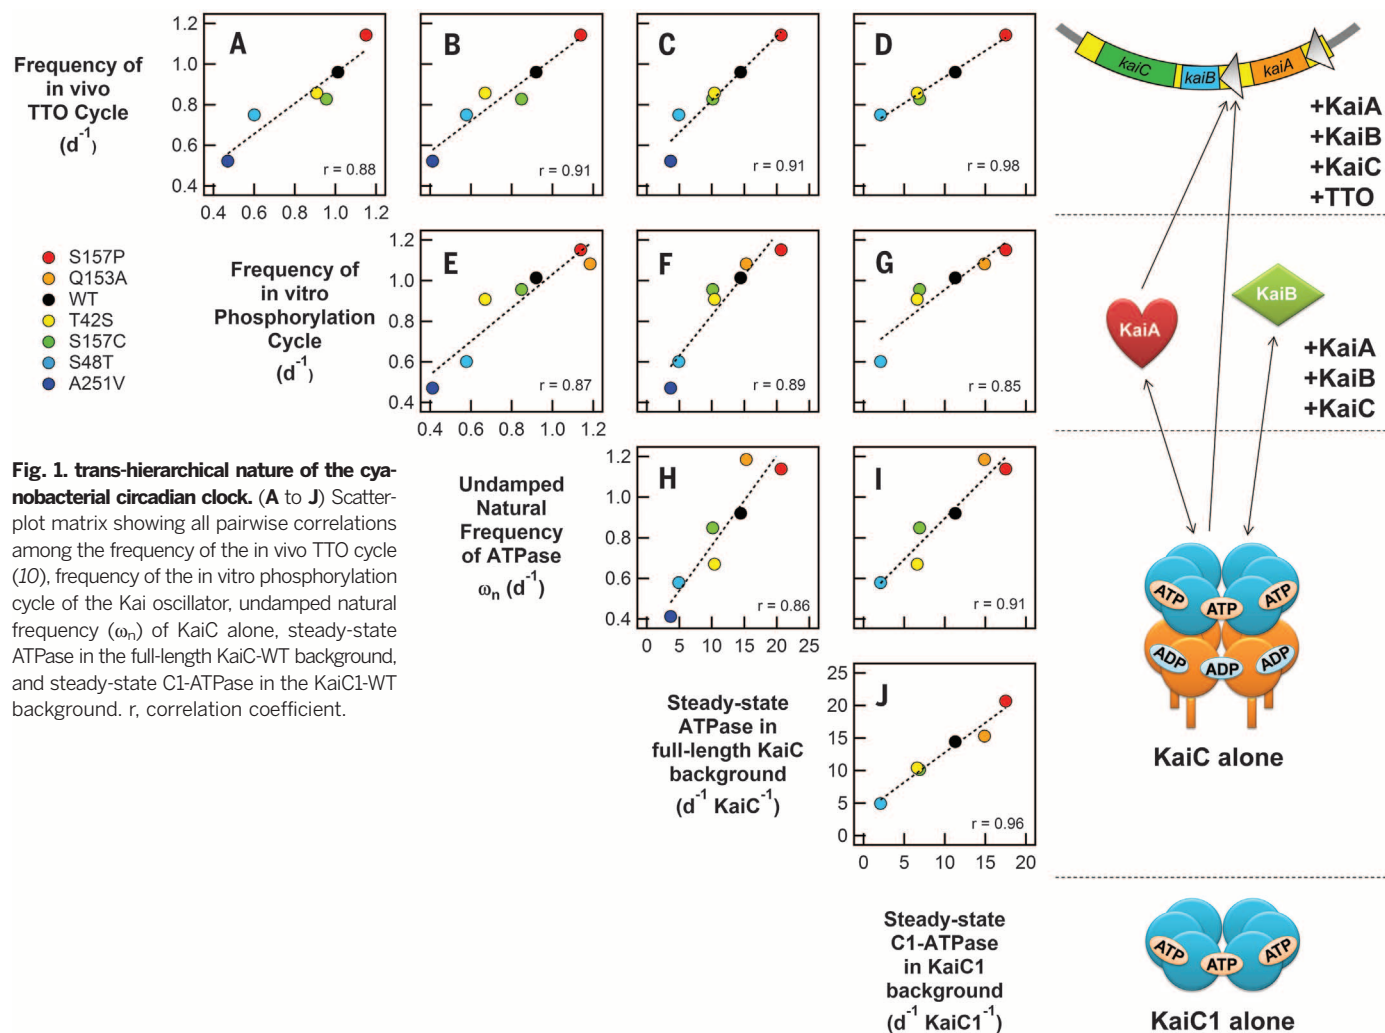 Frequency of
in vivo
TTO Cycle
(d⁻¹)
1.2
1.0
0.8
0.6
0.4
A
r = 0.88
0.4 0.6 0.8 1.0 1.2
B
r = 0.91
C
r = 0.91
D
r = 0.98
kaiC
kaiB
kaiA
+KaiA
+KaiB
+KaiC
+TTO
S157P
Q153A
WT
T42S
S157C
S48T
A251V
Frequency of
in vitro
Phosphorylation
Cycle
(d⁻¹)
1.2
1.0
0.8
0.6
0.4
E
r = 0.87
0.4 0.6 0.8 1.0 1.2
F
r = 0.89
G
r = 0.85
KaiA
KaiB
+KaiA
+KaiB
+KaiC
Fig. 1. trans-hierarchical nature of the cya-
nobacterial circadian clock. (A to J) Scatter-
plot matrix showing all pairwise correlations
among the frequency of the in vivo TTO cycle
(10), frequency of the in vitro phosphorylation
cycle of the Kai oscillator, undamped natural
frequency (ωn) of KaiC alone, steady-state
ATPase in the full-length KaiC-WT background,
and steady-state C1-ATPase in the KaiC1-WT
background. r, correlation coefficient.
Undamped
Natural
Frequency
of ATPase
ωn (d⁻¹)
1.2
1.0
0.8
0.6
0.4
H
r = 0.86
0 5 10 15 20 25
I
r = 0.91
ATP ATP ATP
ADP ADP ADP
KaiC alone
Steady-state
ATPase in
full-length KaiC
background
(d⁻¹ KaiC⁻¹)
25
20
15
10
5
0
J
r = 0.96
0 5 10 15 20
Steady-state
C1-ATPase
in KaiC1
background
(d⁻¹ KaiC1⁻¹)
ATP ATP ATP
KaiC1 alone